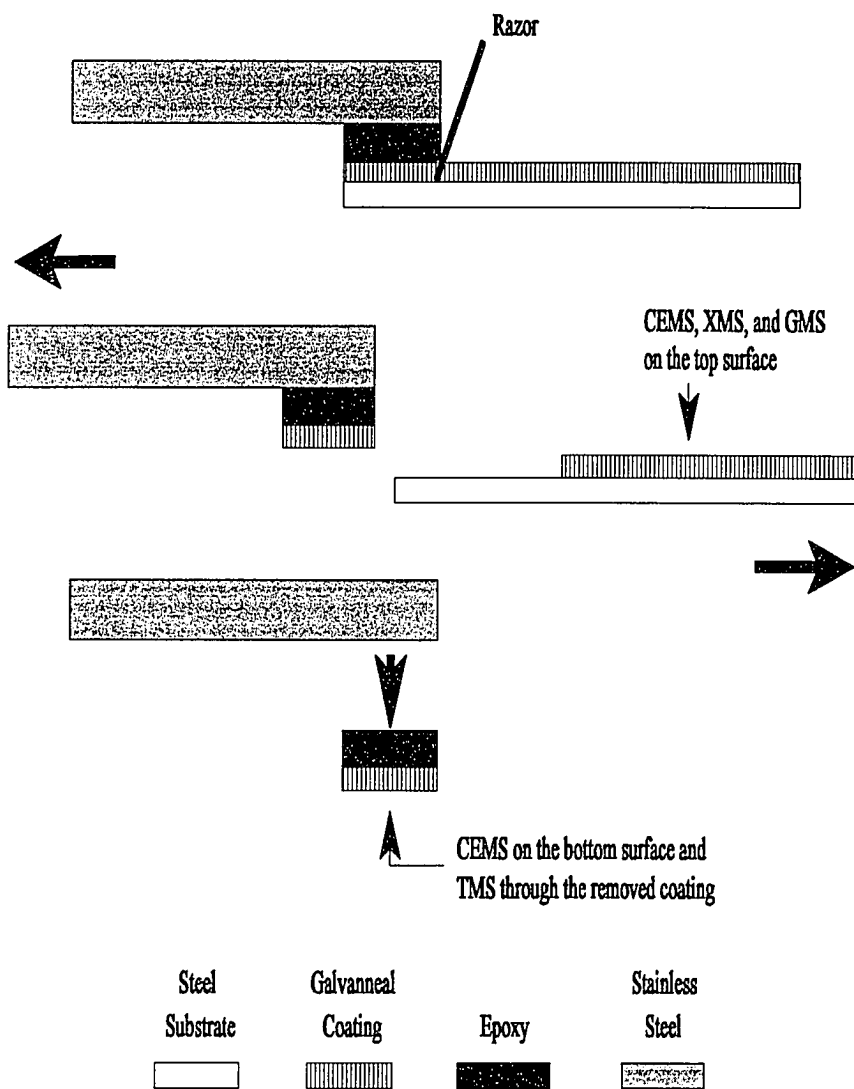 Razor
CEMS, XMS, and GMS
on the top surface
CEMS on the bottom surface and
TMS through the removed coating
Steel
Substrate
Galvanneal
Coating
Epoxy
Stainless
Steel